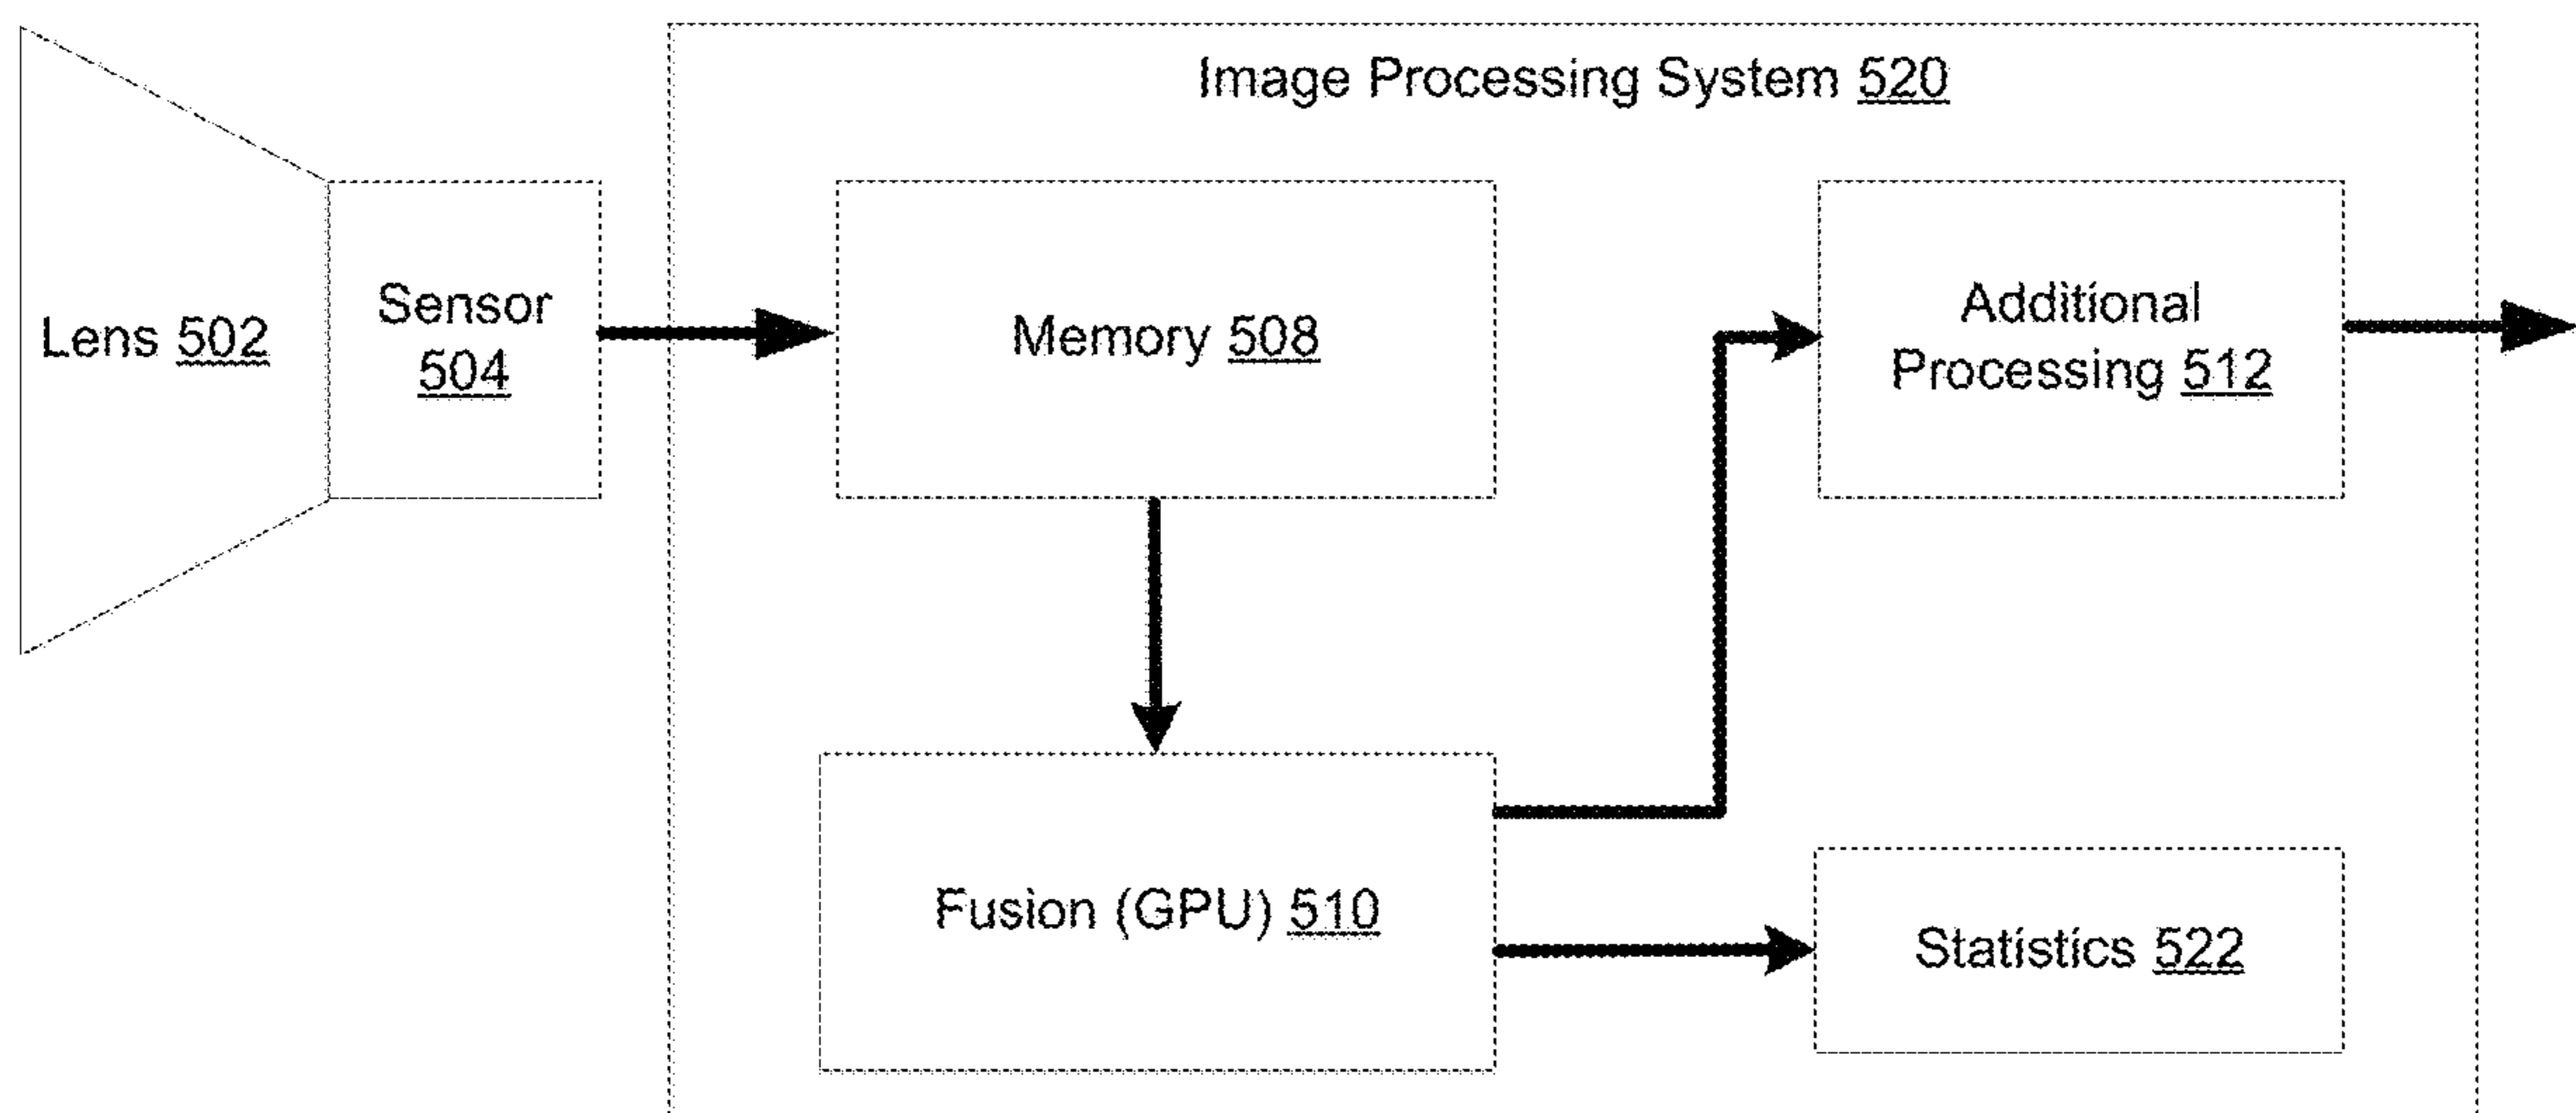 Image Processing System 520
Lens 502
Sensor
504
Memory 508
Additional
Processing 512
Fusion (GPU) 510
Statistics 522